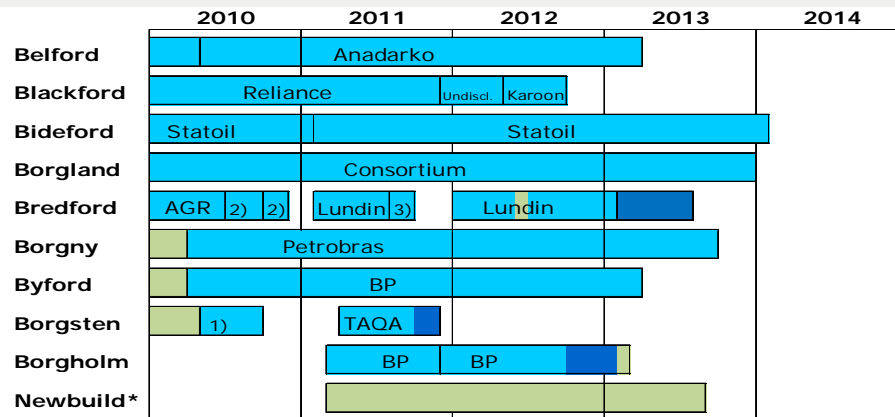 2010 2011 2012 2013 2014
Belford Anadarko
Blackford Reliance Undiscl. Karoon
Bideford Statoil Statoil
Borgland Consortium
Bredford AGR 2) 2) Lundin 3) Lundin
Borgny Petrobras
Byford BP
Borgsten 1) TAQA
Borgholm BP BP
Newbuild*